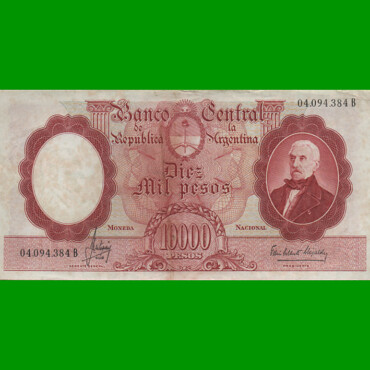 04.094.384 B
Banco Central
de la
República Argentina
Diez
Mil pesos
Moneda Nacional
04.094.384 B
10000
PESOS